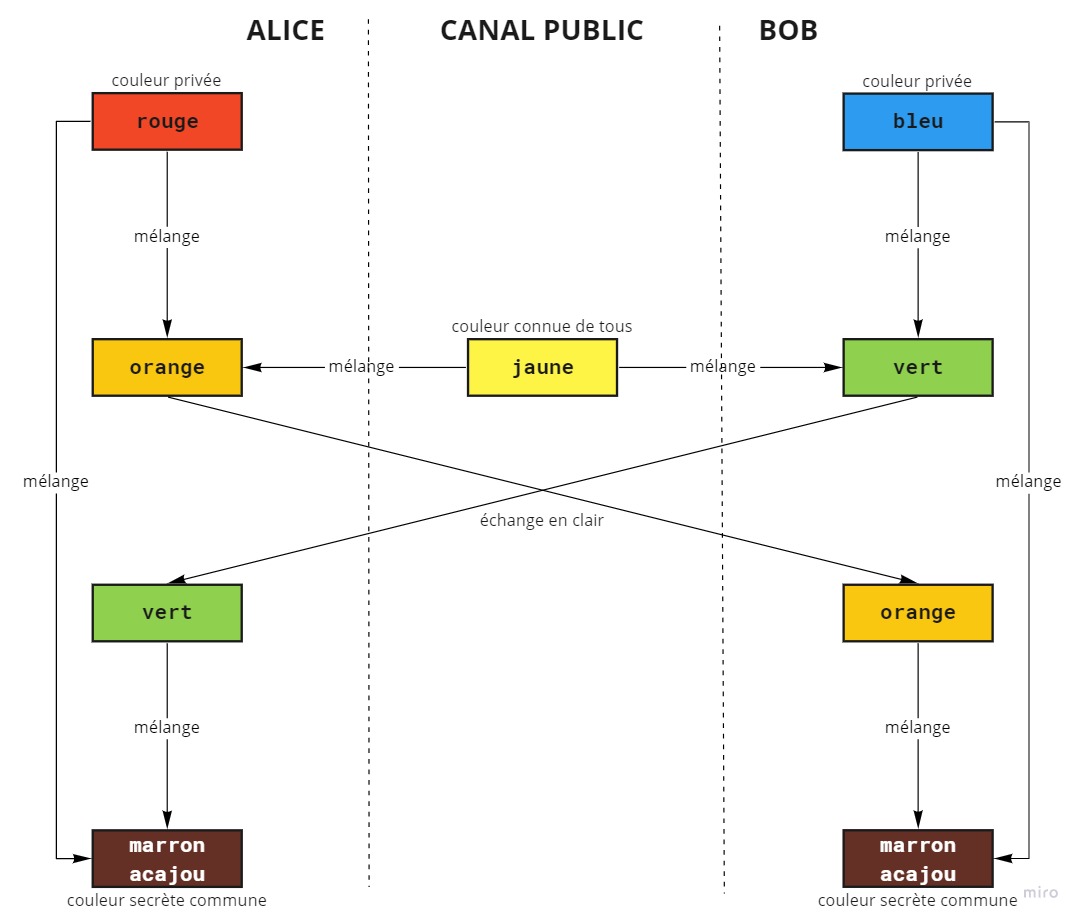 ALICE
CANAL PUBLIC
BOB
couleur privée
couleur privée
rouge
bleu
mélange
mélange
couleur connue de tous
orange
mélange
jaune
mélange
vert
mélange
mélange
échange en clair
vert
orange
mélange
mélange
marron
acajou
marron
acajou
couleur secrète commune
couleur secrète commune
miro